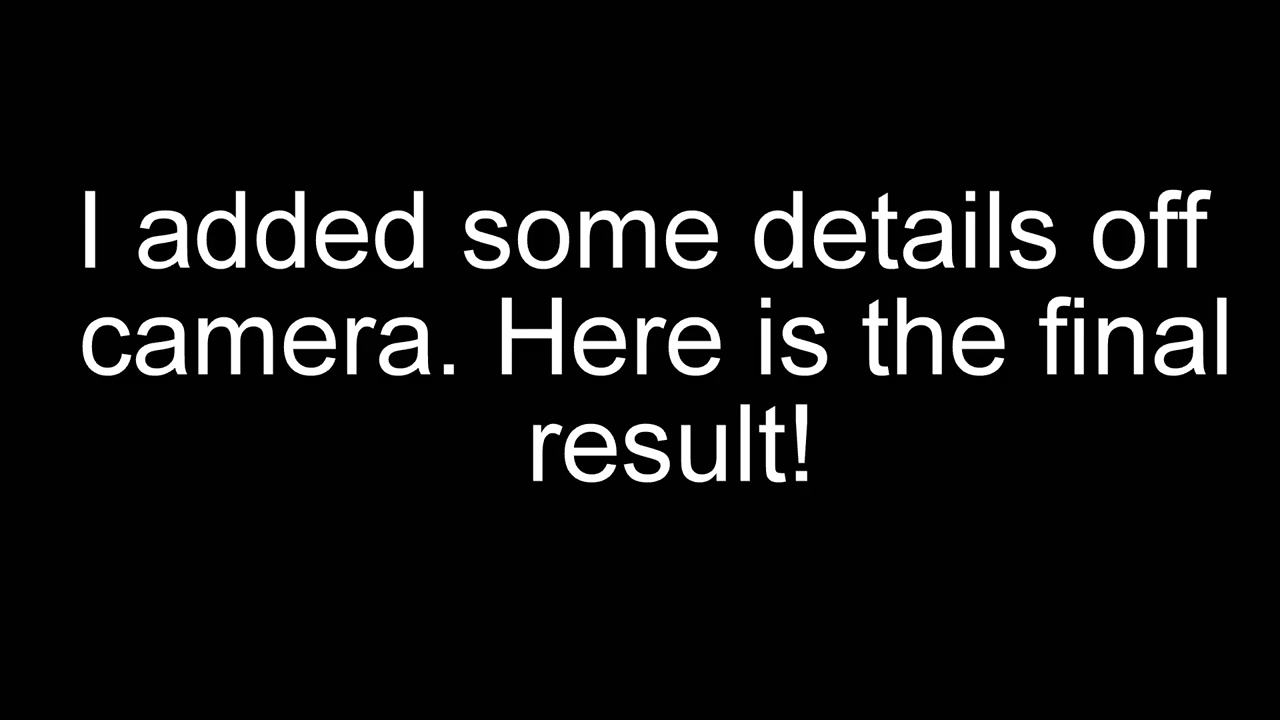 I added some details off
camera. Here is the final
result!